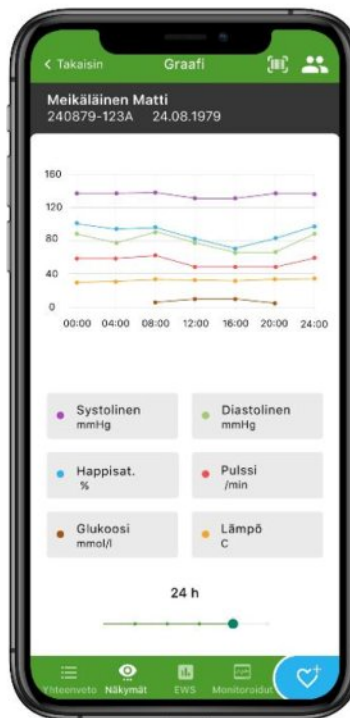 Takaisin Graafi
Meikäläinen Matti
240879-123A 24.08.1979
160
120
80
40
0
00:00 04:00 08:00 12:00 16:00 20:00 24:00
Systolinen
mmHg
Diastolinen
mmHg
Happisat.
%
Pulssi
/min
Glukoosi
mmol/l
Lämpö
C
24 h
Yhteenveto Näkymät EWS Monitoroidut